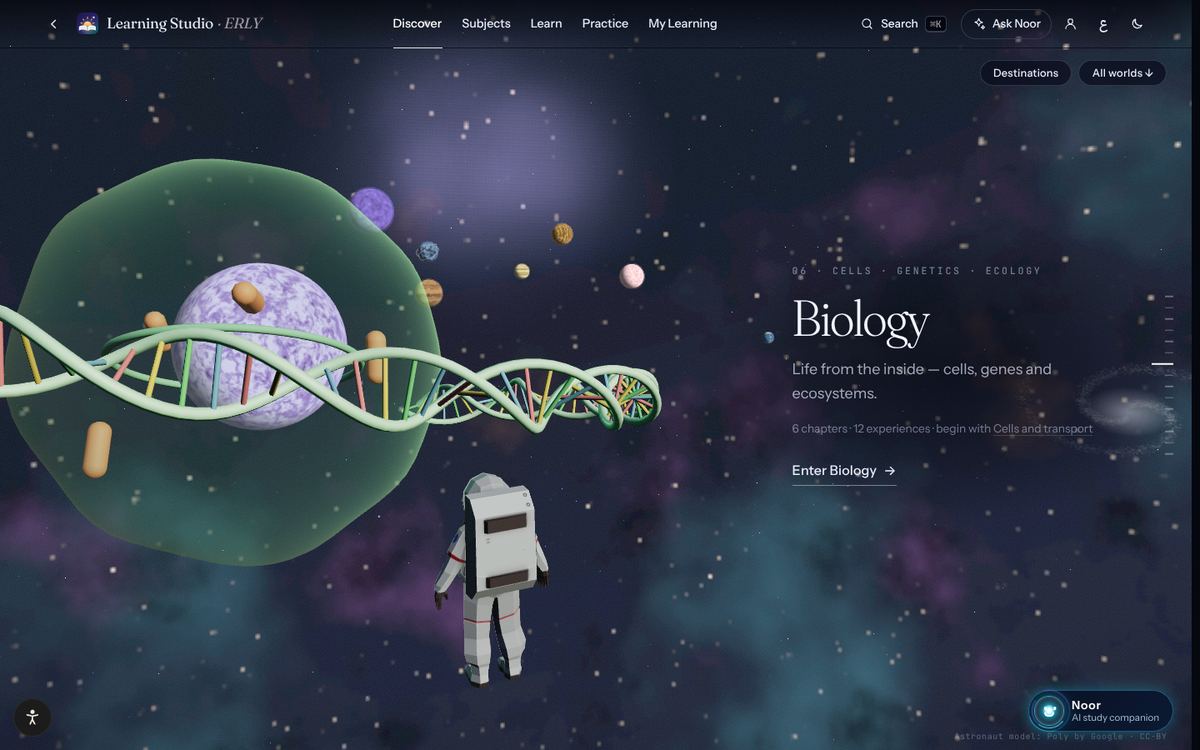 Learning Studio · ERLY
Discover
Subjects
Learn
Practice
My Learning
Search
⌘K
Ask Noor
ع
Destinations
All worlds ↓
06 · CELLS · GENETICS · ECOLOGY
Biology
Life from the inside — cells, genes and
ecosystems.
6 chapters · 12 experiences · begin with Cells and transport
Enter Biology →
Noor
AI study companion
Astronaut model: Poly by Google · CC-BY